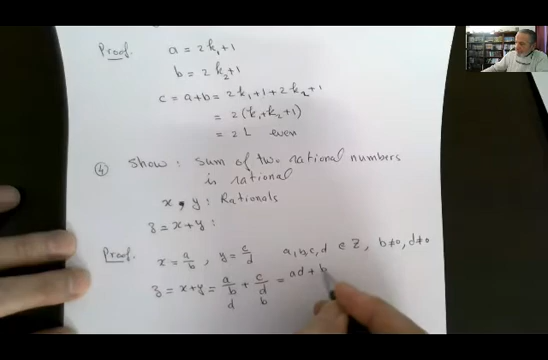 Proof. a = 2k₁+1
b = 2k₂+1
c = a+b = 2k₁+1+2k₂+1
= 2(k₁+k₂+1)
= 2L even
④ Show: Sum of two rational numbers
is rational
x, y: Rationals
z = x+y:
Proof. x = a/b, y = c/d a, b, c, d ∈ Z, b≠0, d≠0
z = x+y = a/b + c/d = ad + b
d b